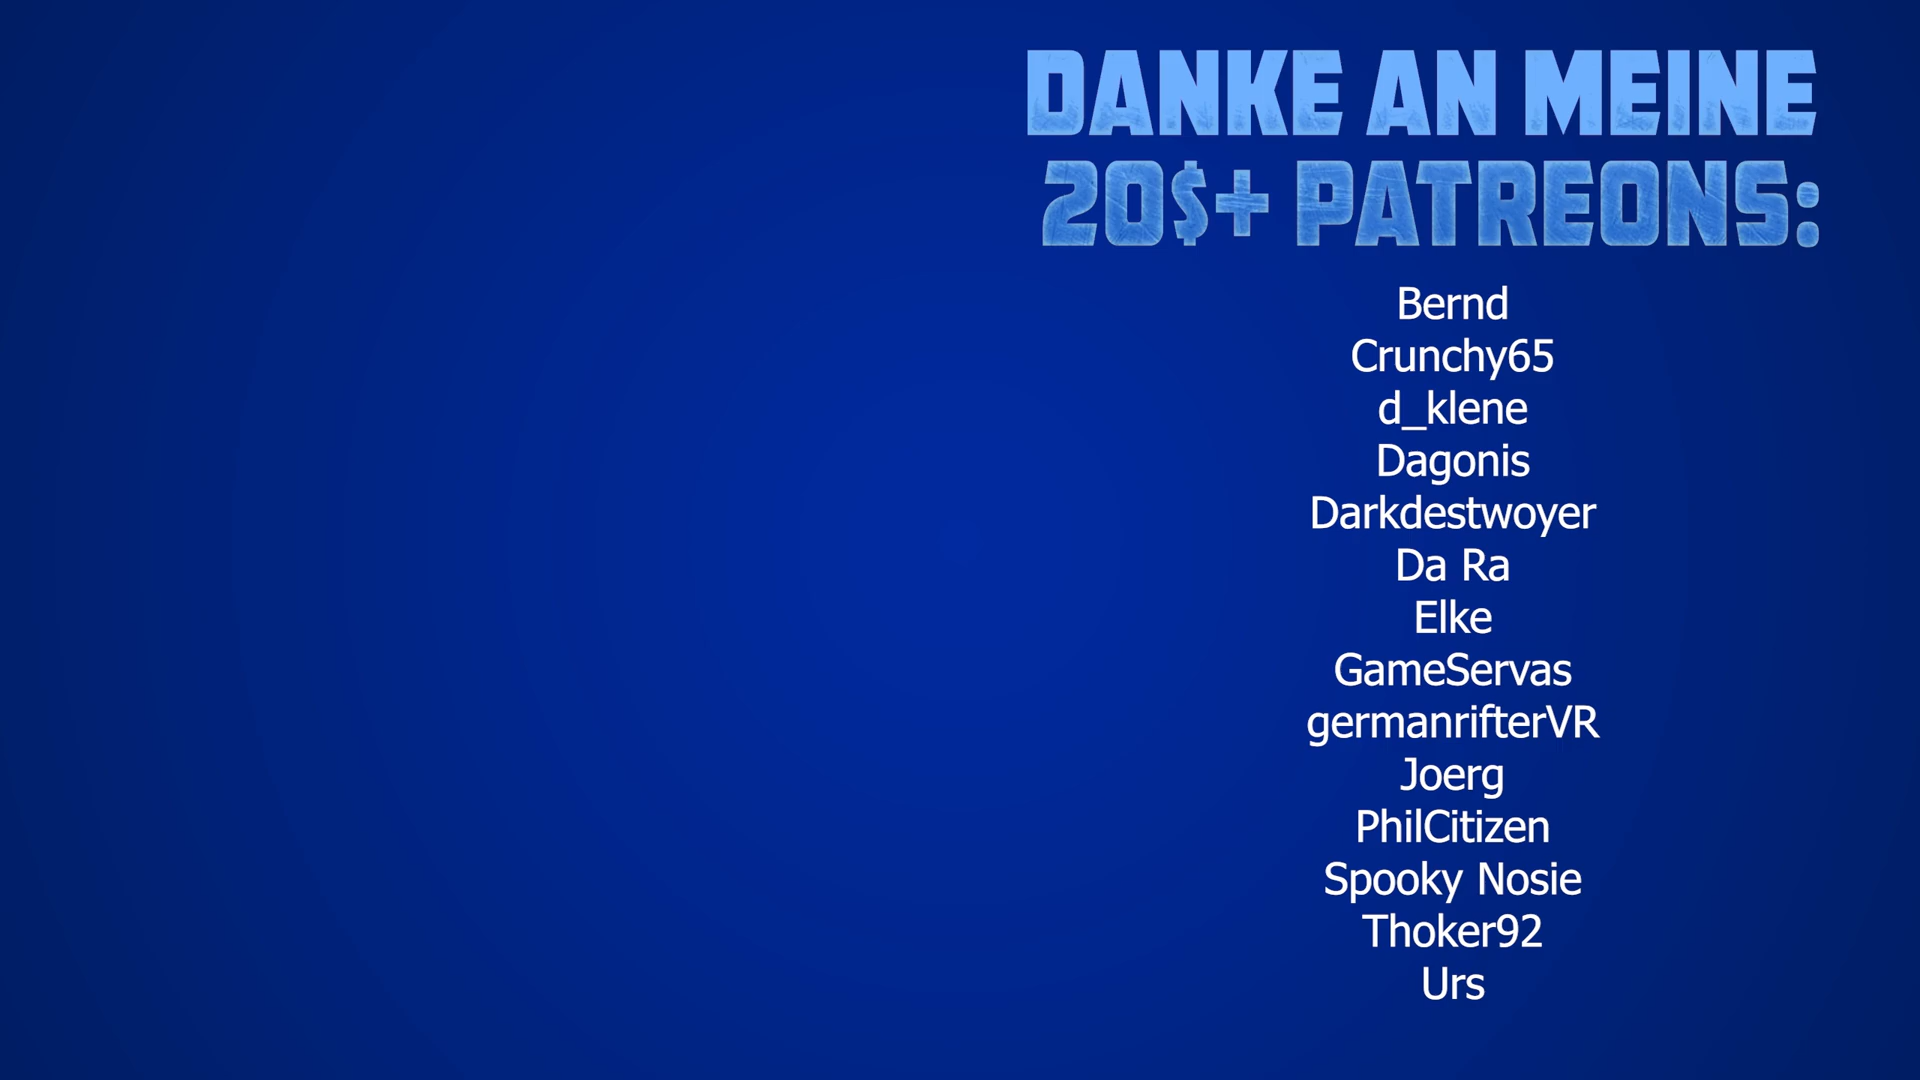 DANKE AN MEINE
20$+ PATREONS:
Bernd
Crunchy65
d_klene
Dagonis
Darkdestwoyer
Da Ra
Elke
GameServas
germanrifterVR
Joerg
PhilCitizen
Spooky Nosie
Thoker92
Urs